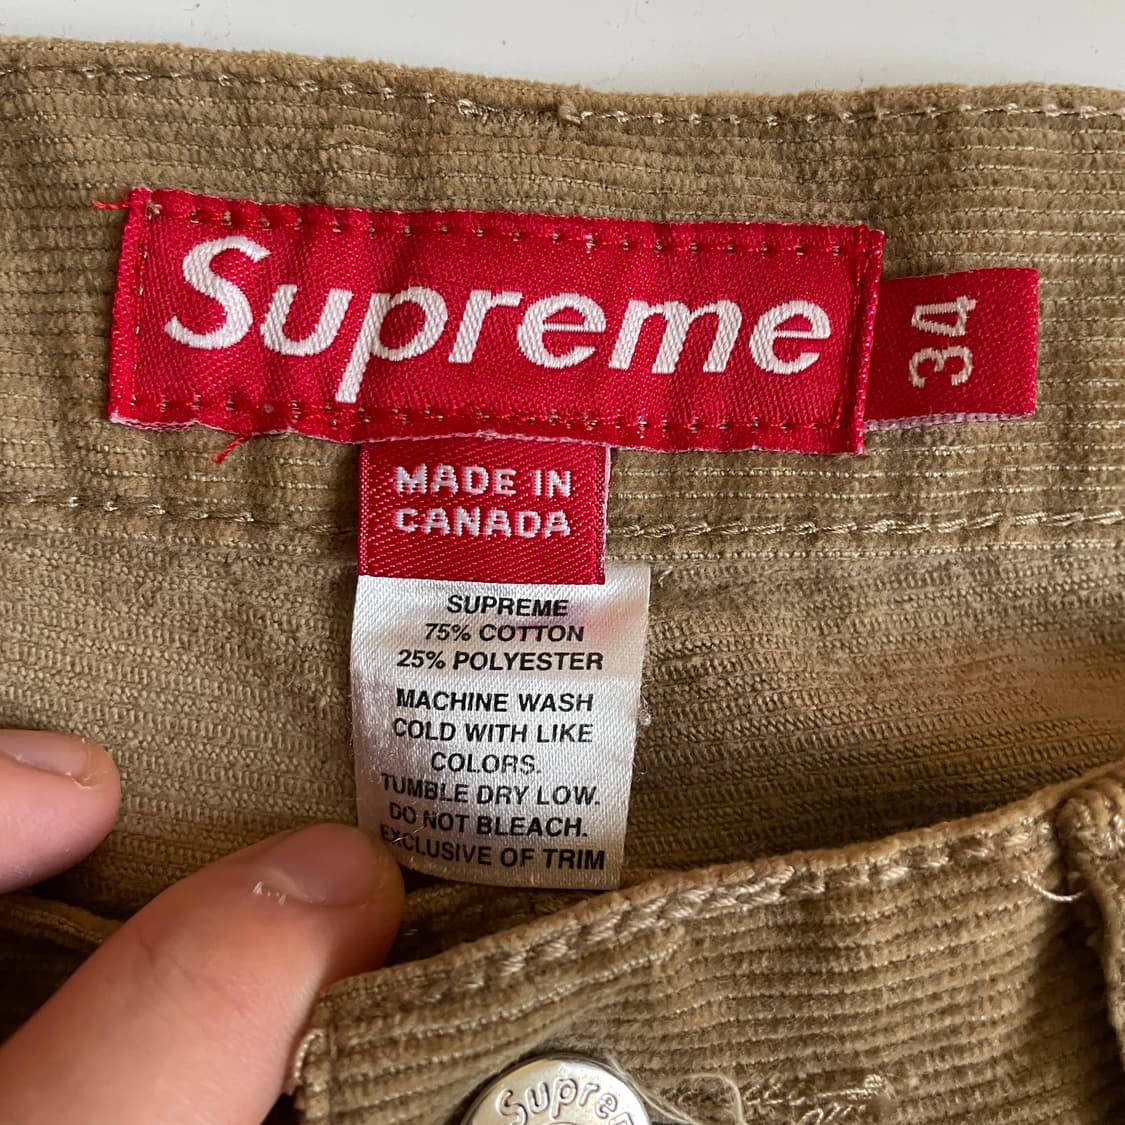 Supreme
34
MADE IN
CANADA
SUPREME
75% COTTON
25% POLYESTER
MACHINE WASH
COLD WITH LIKE
COLORS.
TUMBLE DRY LOW.
DO NOT BLEACH.
EXCLUSIVE OF TRIM